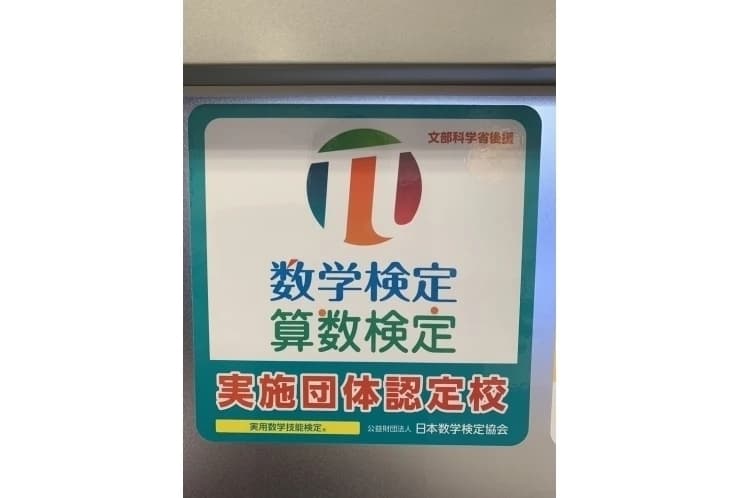 文部科学省後援
数学検定
算数検定
実施団体認定校
実用数学技能検定®
公益財団法人 日本数学検定協会